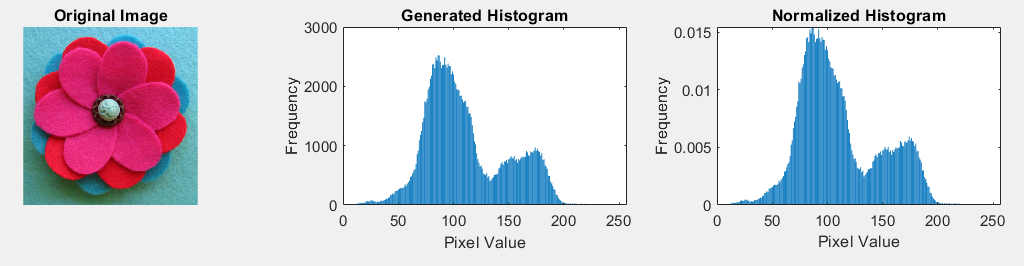 Original Image
Generated Histogram
3000
2000
1000
0
Frequency
0 50 100 150 200 250
Pixel Value
Normalized Histogram
0.015
0.01
0.005
0
Frequency
0 50 100 150 200 250
Pixel Value